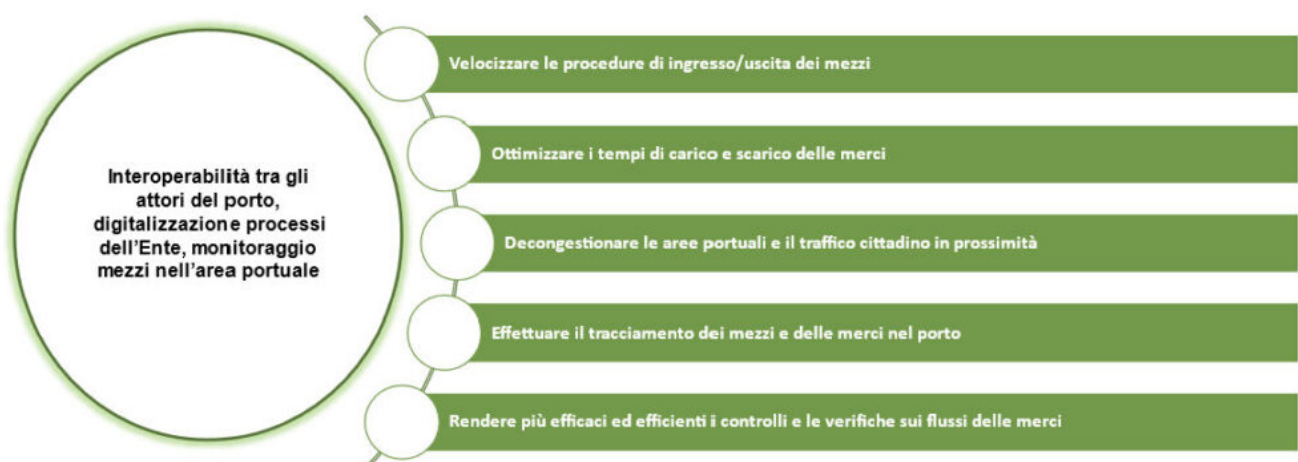 Interoperabilità tra gli
attori del porto,
digitalizzazione processi
dell'Ente, monitoraggio
mezzi nell'area portuale
Velocizzare le procedure di ingresso/uscita dei mezzi
Ottimizzare i tempi di carico e scarico delle merci
Decongestionare le aree portuali e il traffico cittadino in prossimità
Effettuare il tracciamento dei mezzi e delle merci nel porto
Rendere più efficaci ed efficienti i controlli e le verifiche sui flussi delle merci